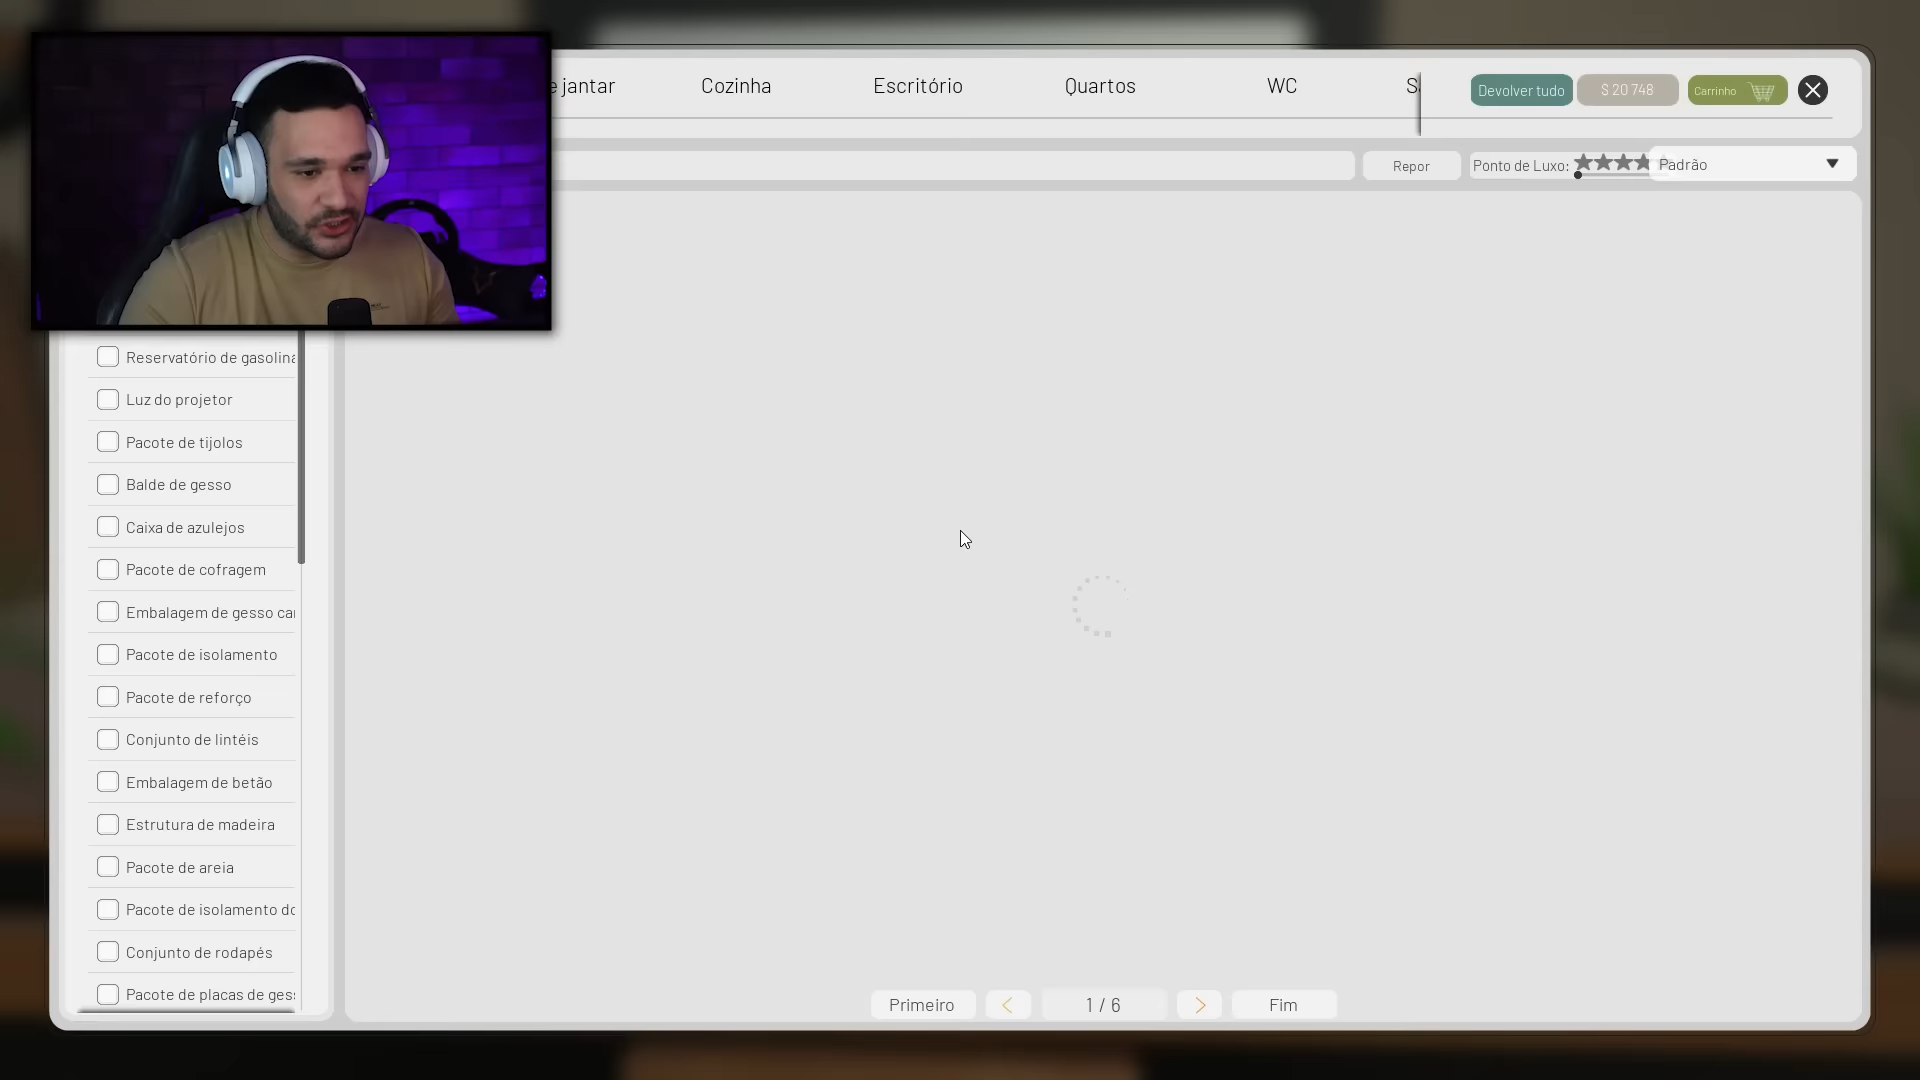 e jantar
Cozinha
Escritório
Quartos
WC
S
Devolver tudo
$ 20 748
Carrinho
Repor
Ponto de Luxo:
Padrão
Reservatório de gasolina
Luz do projetor
Pacote de tijolos
Balde de gesso
Caixa de azulejos
Pacote de cofragem
Embalagem de gesso car
Pacote de isolamento
Pacote de reforço
Conjunto de lintéis
Embalagem de betão
Estrutura de madeira
Pacote de areia
Pacote de isolamento do
Conjunto de rodapés
Pacote de placas de gess
Primeiro
<
1 / 6
>
Fim